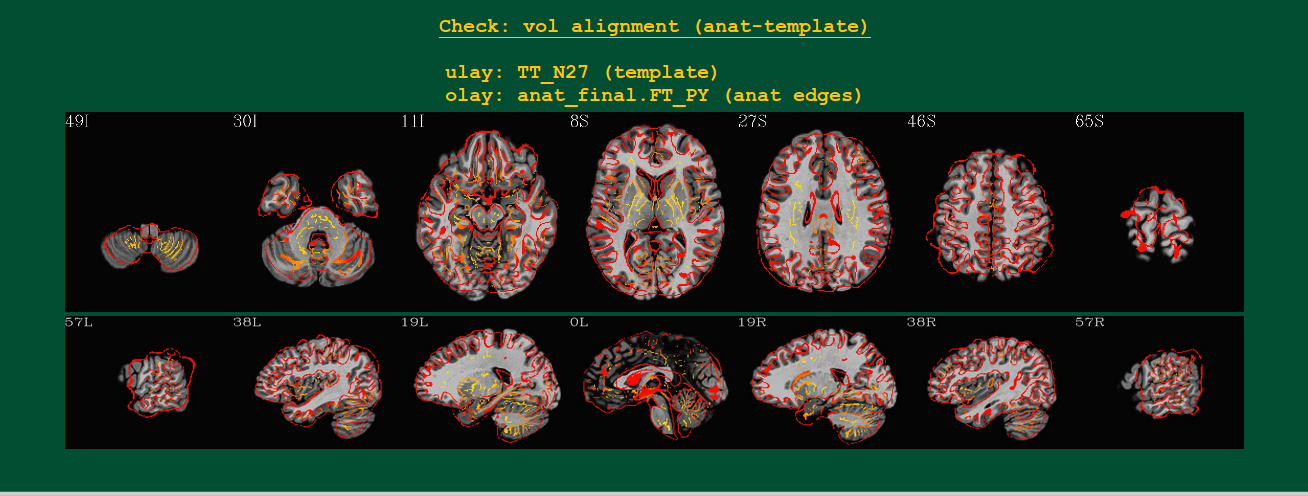 Check: vol alignment (anat-template)
ulay: TT_N27 (template)
olay: anat_final.FT_PY (anat edges)
49I 30I 11I 8S 27S 46S 65S
57L 38L 19L 0L 19R 38R 57R